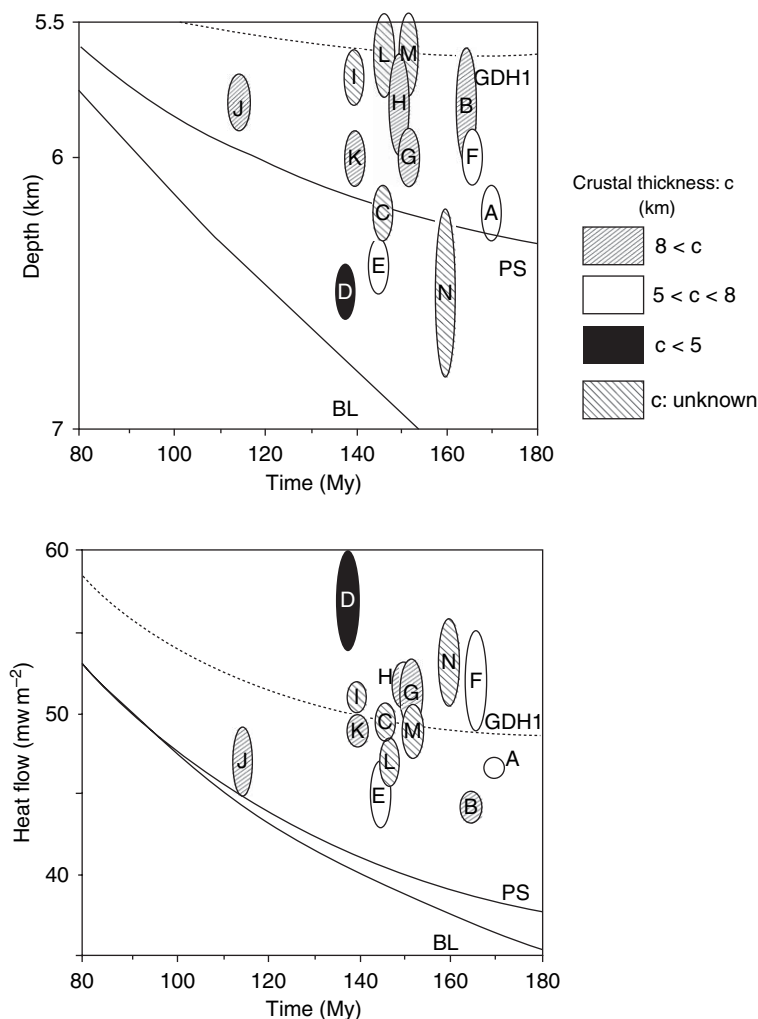 5.5
L
M
I
GDH1
H
B
J
K
G
F
6
C
A
E
PS
D
N
BL
7
80
100
120
140
160
180
Depth (km)
Time (My)
Crustal thickness: c
(km)
8 < c
5 < c < 8
c < 5
c: unknown
60
D
N
H
F
I
G
50
K
C
M
GDH1
J
L
A
E
B
40
PS
BL
80
100
120
140
160
180
Heat flow (mw m−2)
Time (My)